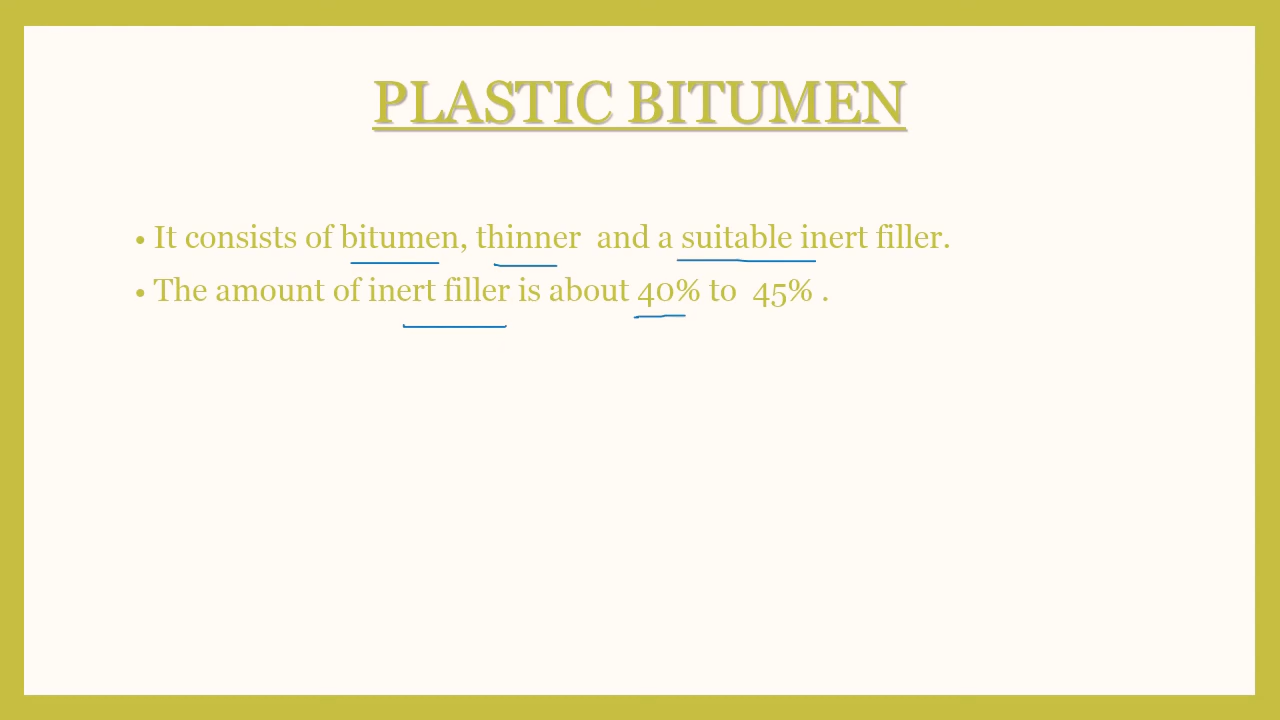 PLASTIC BITUMEN
• It consists of bitumen, thinner  and a suitable inert filler.
• The amount of inert filler is about 40% to  45% .